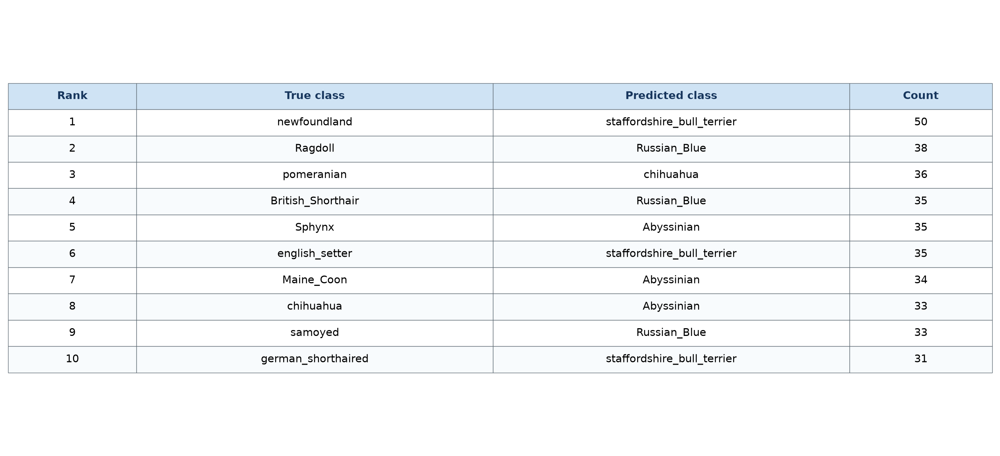 Rank True class Predicted class Count
1 newfoundland staffordshire_bull_terrier 50
2 Ragdoll Russian_Blue 38
3 pomeranian chihuahua 36
4 British_Shorthair Russian_Blue 35
5 Sphynx Abyssinian 35
6 english_setter staffordshire_bull_terrier 35
7 Maine_Coon Abyssinian 34
8 chihuahua Abyssinian 33
9 samoyed Russian_Blue 33
10 german_shorthaired staffordshire_bull_terrier 31